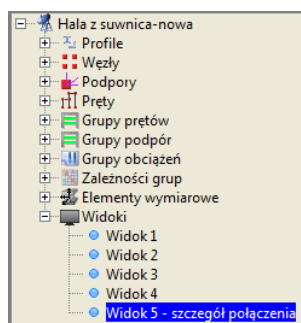 Hala z suwnica-nowa
Profile
Węzły
Podpory
Pręty
Grupy prętów
Grupy podpór
Grupy obciążeń
Zależności grup
Elementy wymiarowe
Widoki
Widok 1
Widok 2
Widok 3
Widok 4
Widok 5 - szczegół połączenia